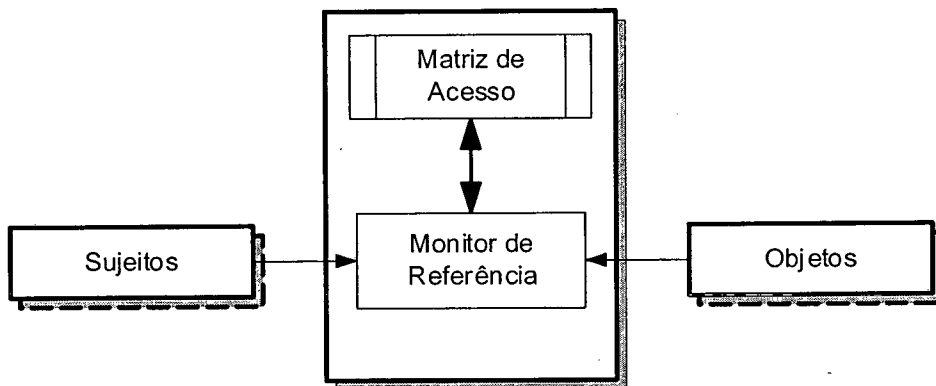 Matriz de
Acesso
Sujeitos
Monitor de
Referência
Objetos